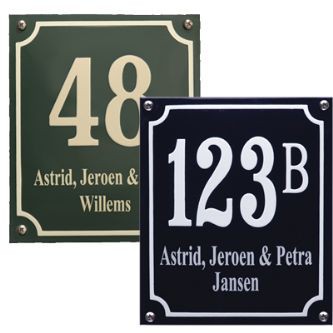 48
Astrid, Jeroen &
Willems
123B
Astrid, Jeroen & Petra
Jansen